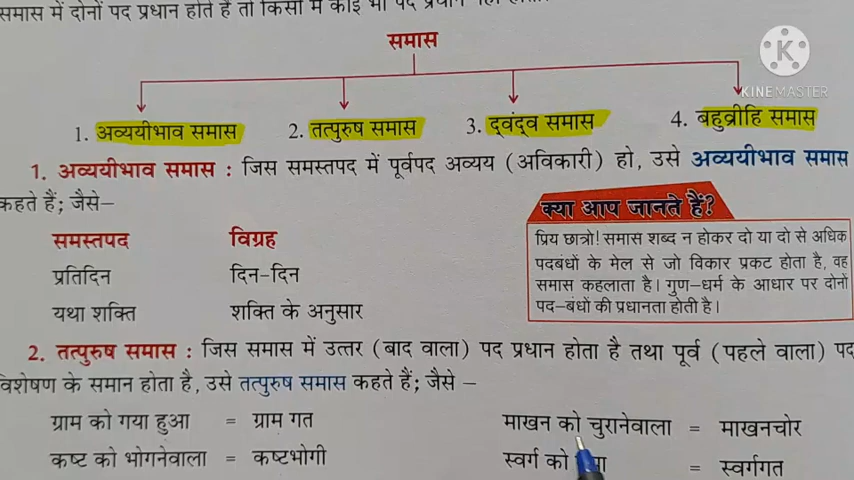 समास में दोनों पद प्रधान होते हैं तो किसी में कोई भी पद
समास
KINEMASTER
1. अव्ययीभाव समास 2. तत्पुरुष समास 3. द्वंद्व समास 4. बहुव्रीहि समास
1. अव्ययीभाव समास : जिस समस्तपद में पूर्वपद अव्यय (अविकारी) हो, उसे अव्ययीभाव समास
कहते हैं; जैसे–
क्या आप जानते हैं?
समस्तपद विग्रह
प्रतिदिन दिन-दिन
यथा शक्ति शक्ति के अनुसार
प्रिय छात्रो! समास शब्द न होकर दो या दो से अधिक
पदबंधों के मेल से जो विकार प्रकट होता है, वह
समास कहलाता है। गुण-धर्म के आधार पर दोनों
पद-बंधों की प्रधानता होती है।
2. तत्पुरुष समास : जिस समास में उत्तर (बाद वाला) पद प्रधान होता है तथा पूर्व (पहले वाला) पद
विशेषण के समान होता है, उसे तत्पुरुष समास कहते हैं; जैसे –
ग्राम को गया हुआ = ग्राम गत माखन को चुरानेवाला = माखनचोर
कष्ट को भोगनेवाला = कष्टभोगी स्वर्ग को = स्वर्गगत